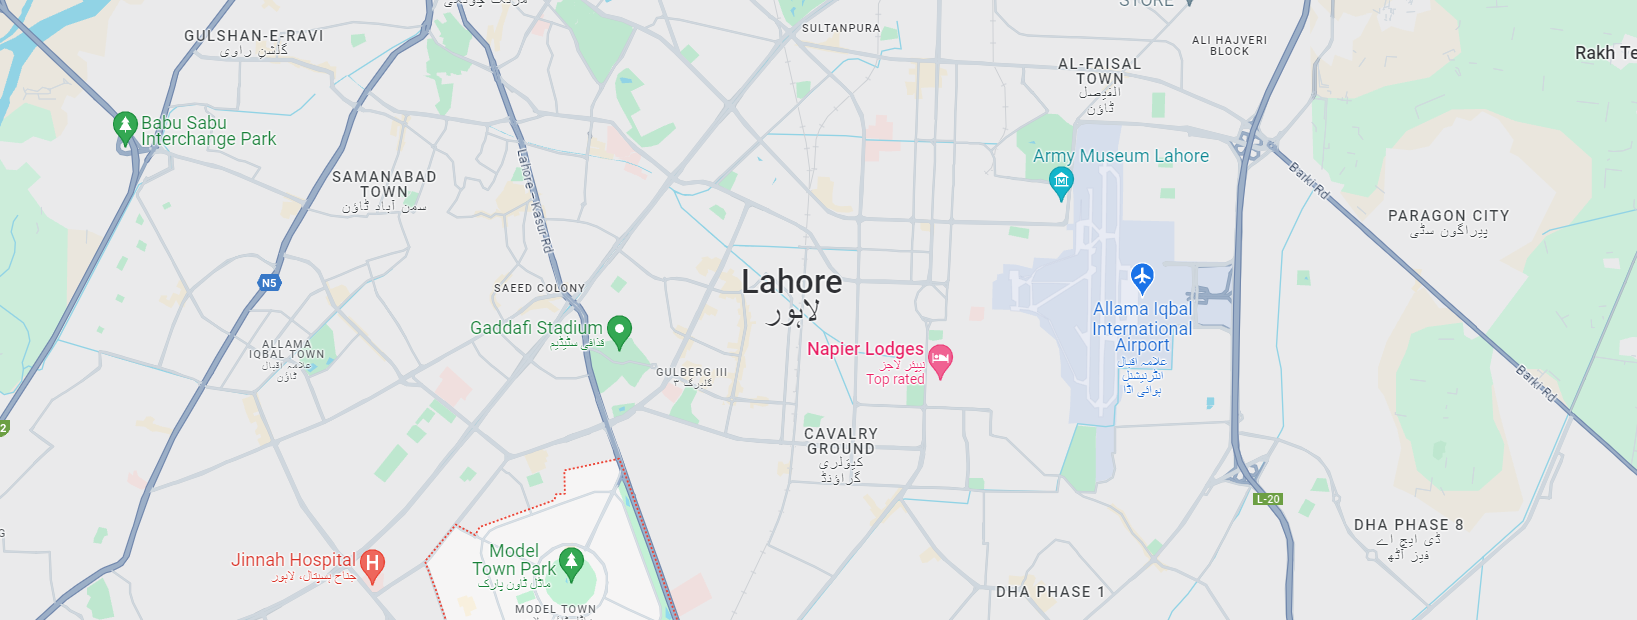 STORE
SULTANPURA
GULSHAN-E-RAVI
گلشن راوی
ALI HAJVERI
BLOCK
Rakh Te
AL-FAISAL
TOWN
الفیصل
ٹاؤن
Babu Sabu
Interchange Park
Lahore - Kasur Rd
Army Museum Lahore
Barki Rd
SAMANABAD
TOWN
سمن آباد ٹاؤن
PARAGON CITY
پیراگون سٹی
N5
SAEED COLONY
Lahore
لاہور
Allama Iqbal
International
Airport
علامہ اقبال
انٹرنیشنل
ہوائی اڈا
Gaddafi Stadium
قذافی سٹیڈیم
ALLAMA
IQBAL TOWN
علامہ اقبال
ٹاؤن
Napier Lodges
نیپئر لاجز
Top rated
GULBERG III
گلبرگ ۳
Barki Rd
2
CAVALRY
GROUND
کیولری
گراؤنڈ
L-20
DHA PHASE 8
ڈی ایچ اے
فیز آٹھ
G
Jinnah Hospital
جناح ہسپتال، لاہور
Model
Town Park
ماڈل ٹاون پارک
MODEL TOWN
DHA PHASE 1